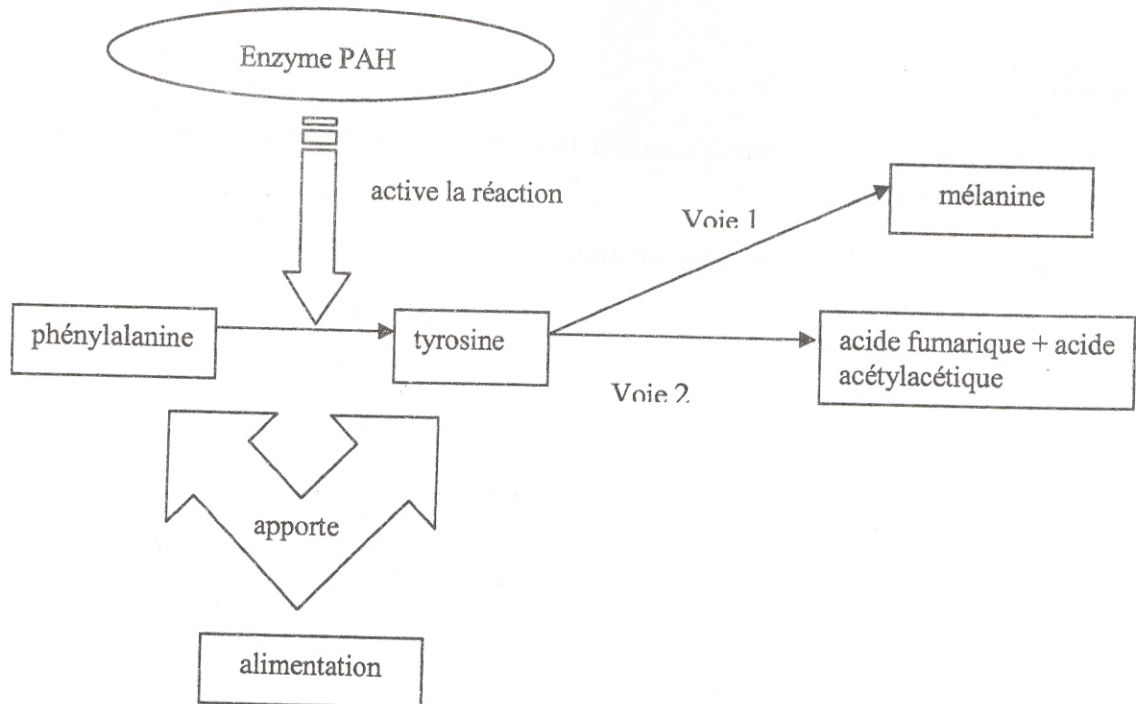 Enzyme PAH
active la réaction
Voie 1
mélanine
phénylalanine
tyrosine
acide fumarique + acide
acétylacétique
Voie 2
apporte
alimentation